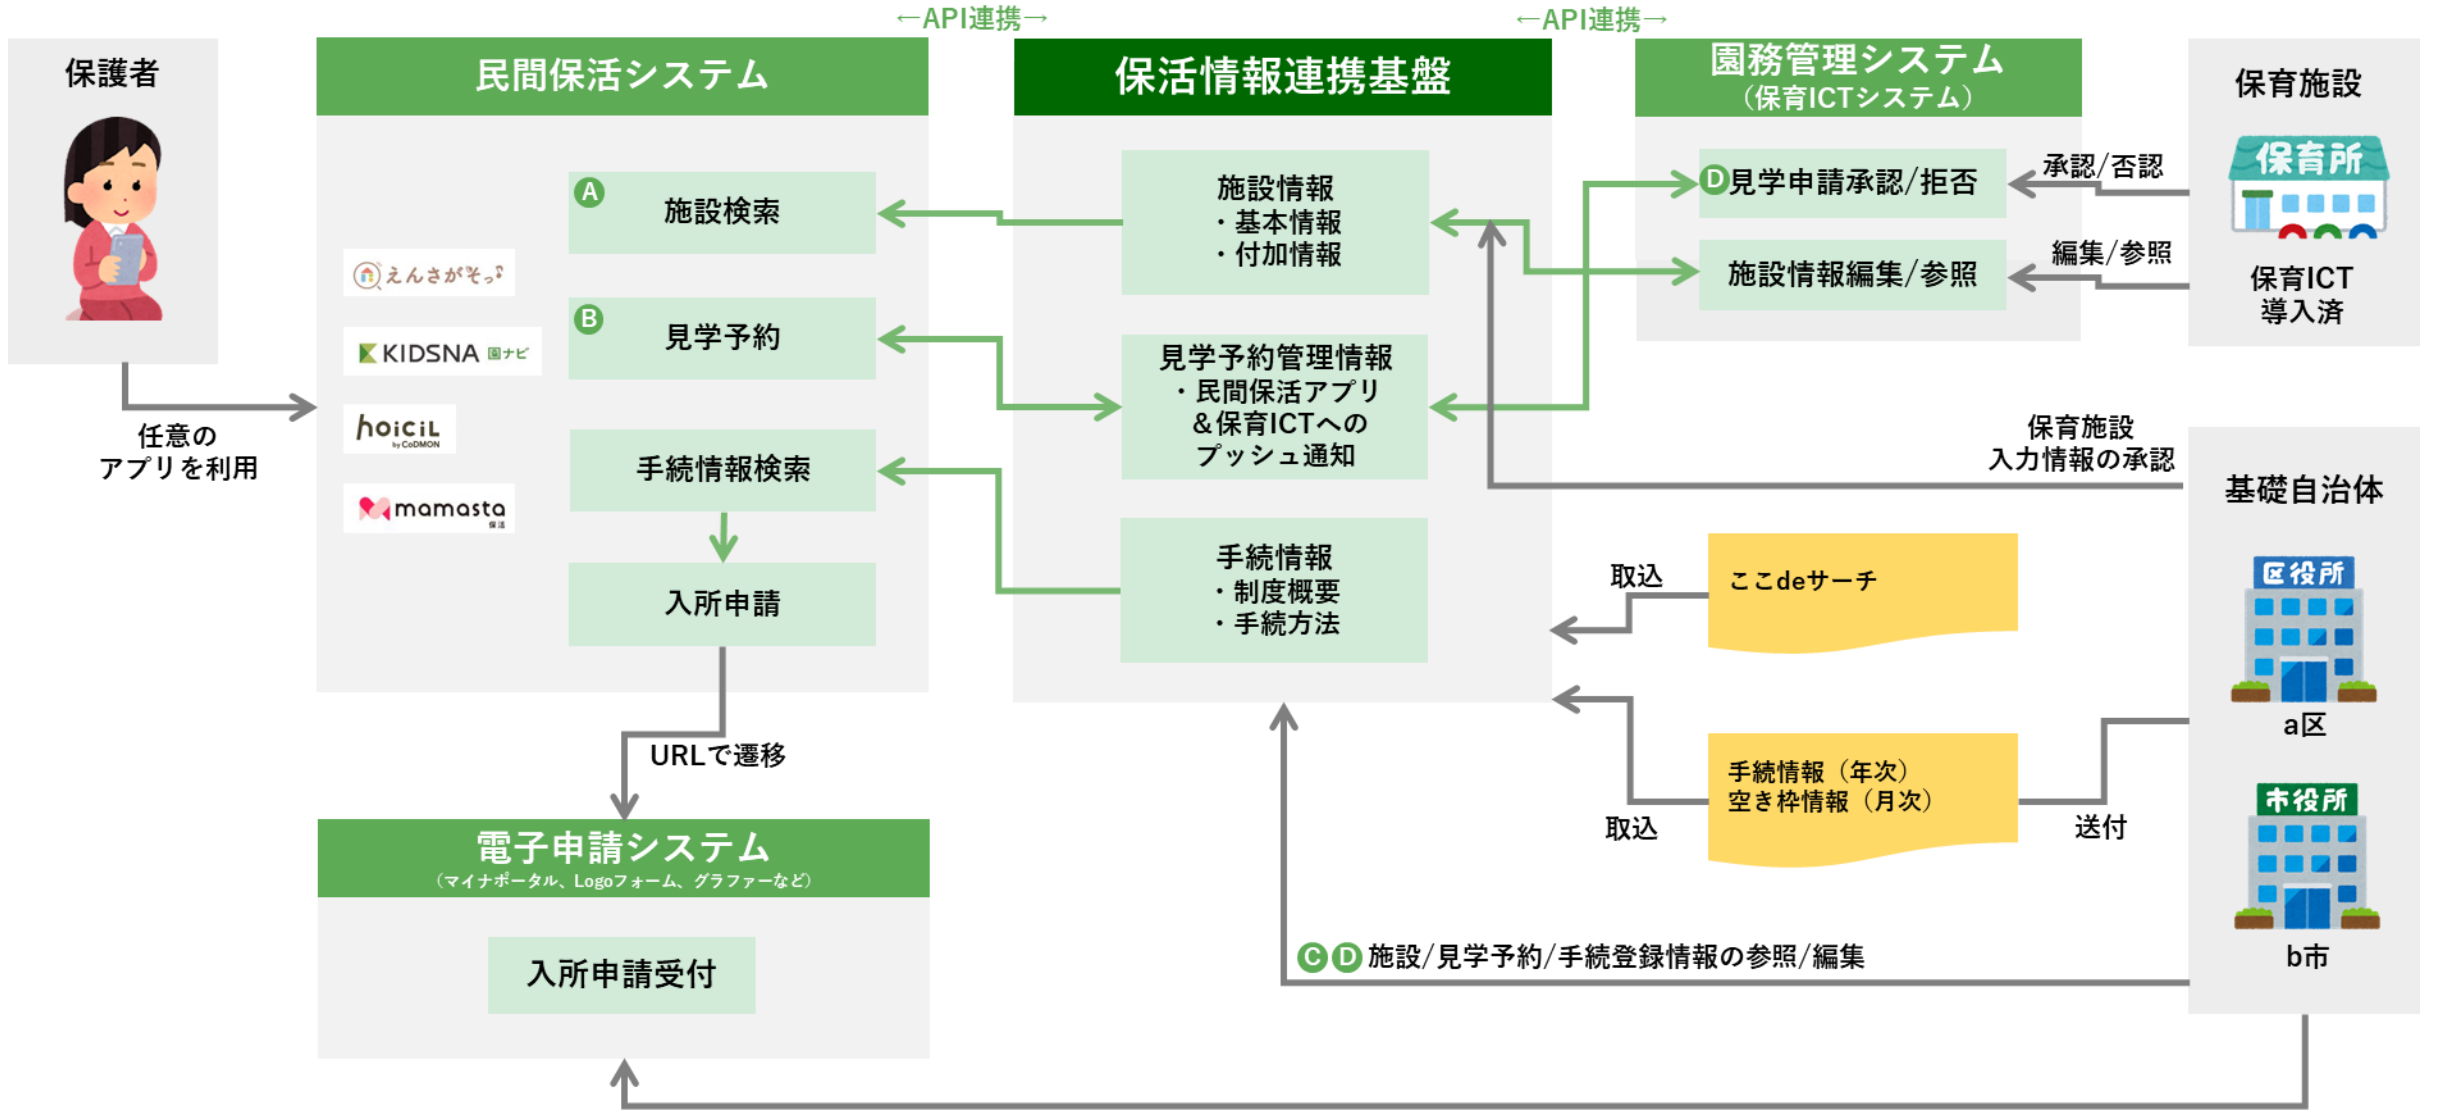 ←API連携→
←API連携→
保護者
任意の
アプリを利用
民間保活システム
A
施設検索
B
見学予約
手続情報検索
入所申請
えんさがそっ♪
KIDSNA 園ナビ
hoiciL
by CoDMON
mamasta
保活
URLで遷移
電子申請システム
（マイナポータル、Logoフォーム、グラファーなど）
入所申請受付
保活情報連携基盤
施設情報
・基本情報
・付加情報
見学予約管理情報
・民間保活アプリ
＆保育ICTへの
プッシュ通知
手続情報
・制度概要
・手続方法
園務管理システム
（保育ICTシステム）
D見学申請承認/拒否
施設情報編集/参照
承認/否認
編集/参照
保育施設
保育所
保育ICT
導入済
保育施設
入力情報の承認
取込
ここdeサーチ
手続情報（年次）
空き枠情報（月次）
取込
送付
C D 施設/見学予約/手続登録情報の参照/編集
基礎自治体
区役所
a区
市役所
b市